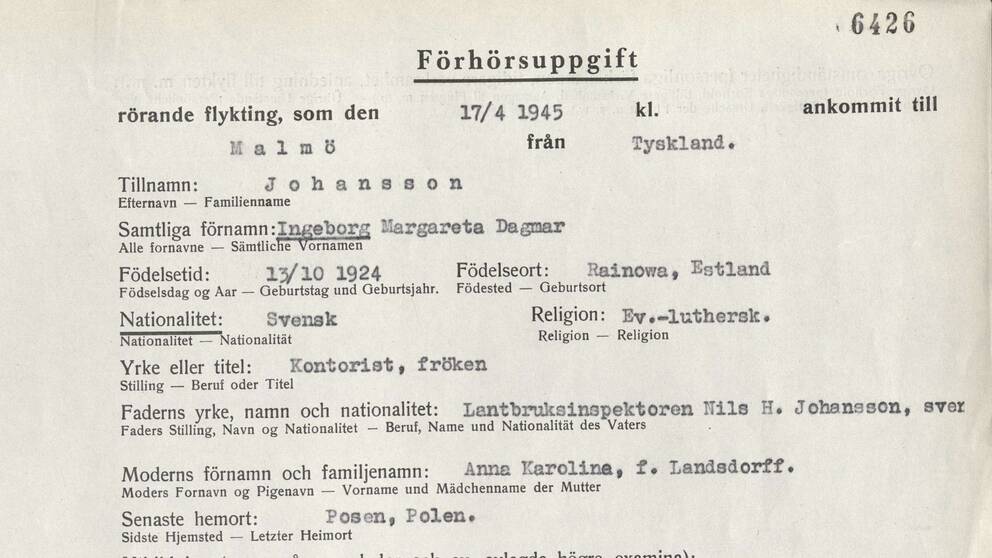 6426
Förhörsuppgift
rörande flykting, som den 17/4 1945 kl. ankommit till
Malmö från Tyskland.
Tillnamn: Johansson
Efternavn — Familienname
Samtliga förnamn: Ingeborg Margareta Dagmar
Alle fornavne — Sämtliche Vornamen
Födelsetid: 13/10 1924 Födelseort: Rainowa, Estland
Födselsdag og Aar — Geburtstag und Geburtsjahr. Födested — Geburtsort
Nationalitet: Svensk Religion: Ev.-luthersk.
Nationalitet — Nationalität Religion — Religion
Yrke eller titel: Kontorist, fröken
Stilling — Beruf oder Titel
Faderns yrke, namn och nationalitet: Lantbruksinspektoren Nils H. Johansson, sver
Faders Stilling, Navn og Nationalitet — Beruf, Name und Nationalität des Vaters
Moderns förnamn och familjenamn: Anna Karolina, f. Landsdorff.
Moders Fornavn og Pigenavn — Vorname und Mädchenname der Mutter
Senaste hemort: Posen, Polen.
Sidste Hjemsted — Letzter Heimort